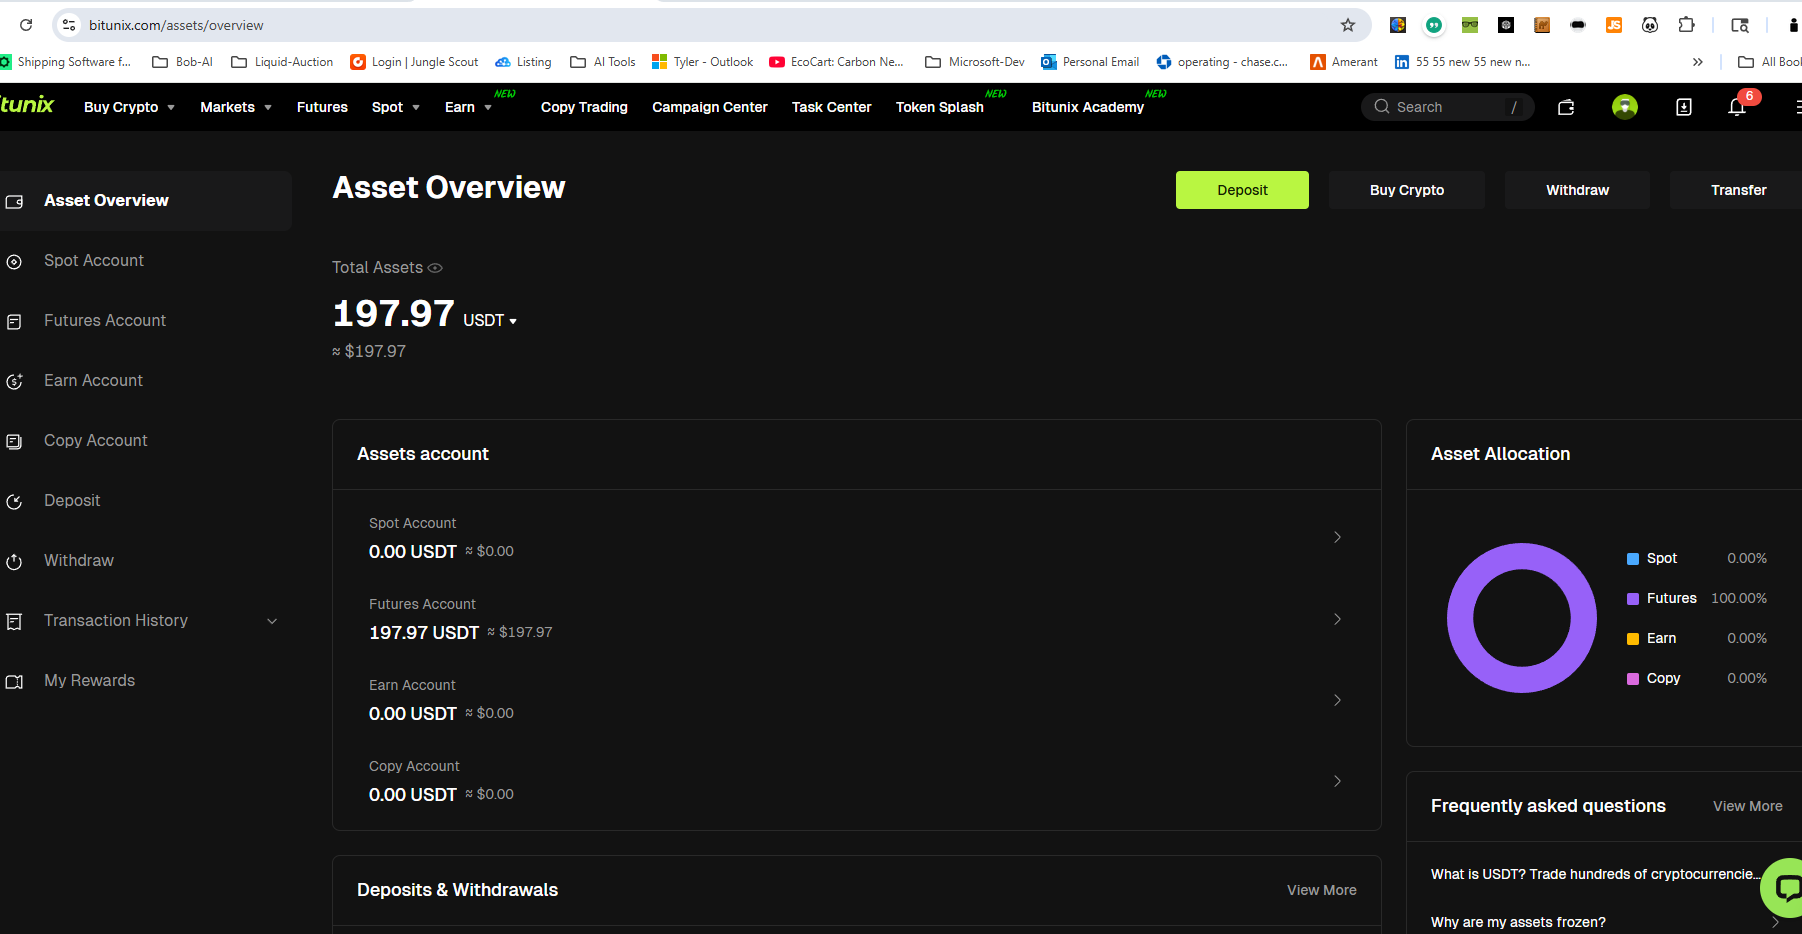 bitunix.com/assets/overview
Shipping Software f... Bob-AI Liquid-Auction Login | Jungle Scout Listing AI Tools Tyler - Outlook EcoCart: Carbon Ne... Microsoft-Dev Personal Email operating - chase.c... Amerant 55 55 new 55 new n... » All Book
itunix Buy Crypto Markets Futures Spot Earn NEW Copy Trading Campaign Center Task Center Token Splash NEW Bitunix Academy NEW Search / 6
Asset Overview
Spot Account
Futures Account
Earn Account
Copy Account
Deposit
Withdraw
Transaction History
My Rewards
Asset Overview
Deposit Buy Crypto Withdraw Transfer
Total Assets
197.97 USDT
≈ $197.97
Assets account
Spot Account
0.00 USDT ≈ $0.00
Futures Account
197.97 USDT ≈ $197.97
Earn Account
0.00 USDT ≈ $0.00
Copy Account
0.00 USDT ≈ $0.00
Deposits & Withdrawals View More
Asset Allocation
Spot 0.00%
Futures 100.00%
Earn 0.00%
Copy 0.00%
Frequently asked questions View More
What is USDT? Trade hundreds of cryptocurrencie...
Why are my assets frozen?